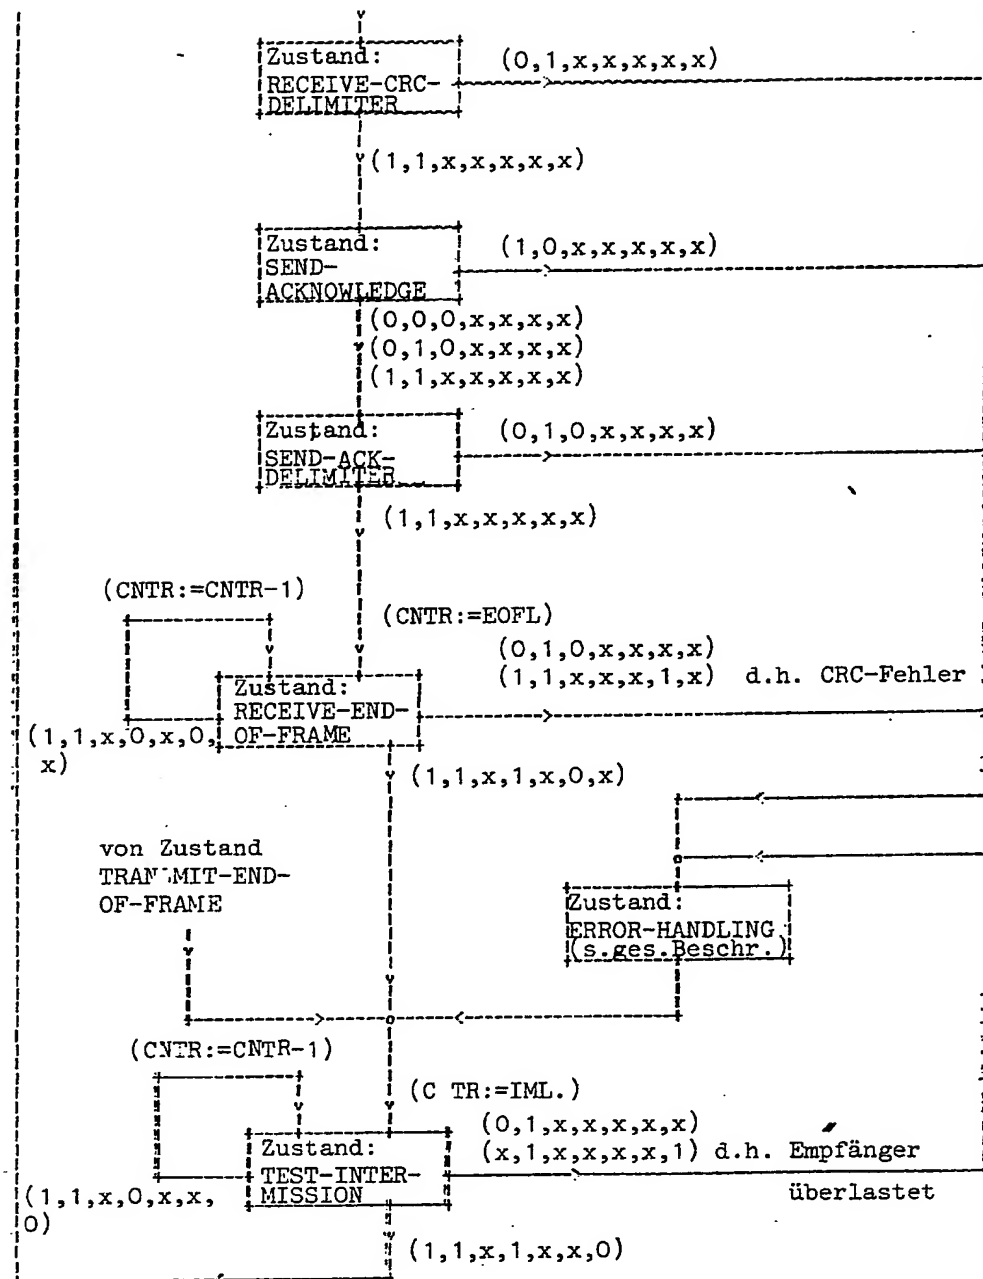 Zustand:
RECEIVE-CRC-
DELIMITER
(0,1,x,x,x,x,x)
(1,1,x,x,x,x,x)
Zustand:
SEND-
ACKNOWLEDGE
(1,0,x,x,x,x,x)
(0,0,0,x,x,x,x)
(0,1,0,x,x,x,x)
(1,1,x,x,x,x,x)
Zustand:
SEND-ACK-
DELIMITER
(0,1,0,x,x,x,x)
(1,1,x,x,x,x,x)
(CNTR:=CNTR-1)
(CNTR:=EOFL)
(0,1,0,x,x,x,x)
(1,1,x,x,x,1,x) d.h. CRC-Fehler
Zustand:
RECEIVE-END-
OF-FRAME
(1,1,x,0,x,0,
x)
(1,1,x,1,x,0,x)
von Zustand
-END-
OF-FRAME
Zustand:
ERROR-HANDLING
(s.ges.Beschr.)
(CNTR:=CNTR-1)
(C TR:=IML.)
(0,1,x,x,x,x,x)
(x,1,x,x,x,x,1) d.h. Empfänger
überlastet
Zustand:
TEST-INTER-
MISSION
(1,1,x,0,x,x,
0)
(1,1,x,1,x,x,0)